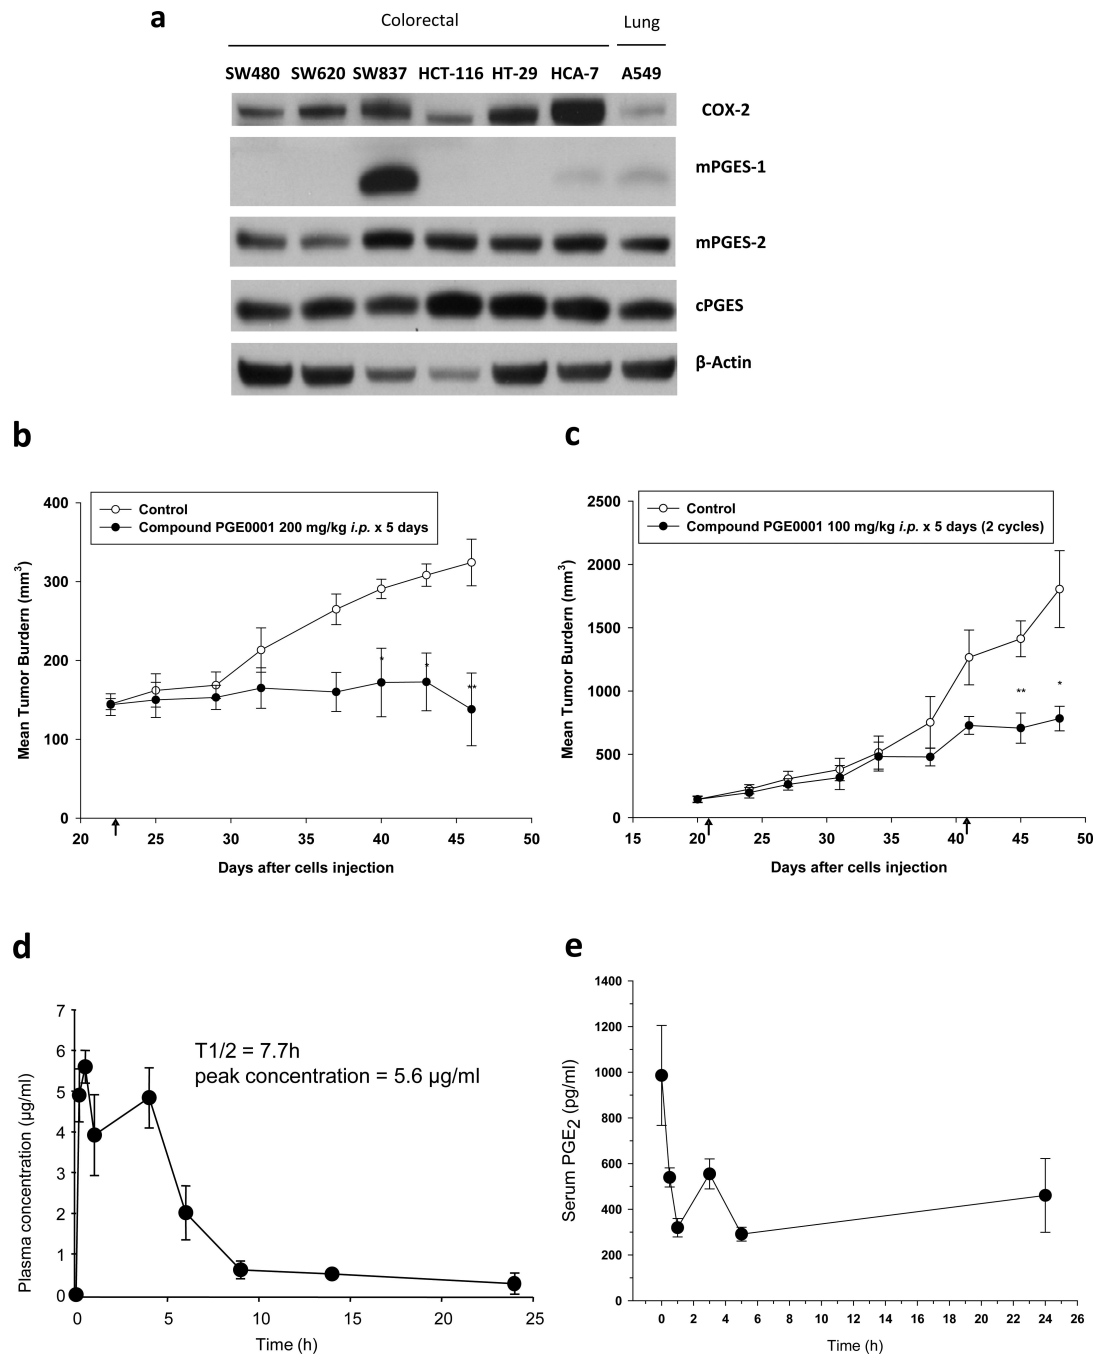 a
Colorectal
Lung
SW480 SW620 SW837 HCT-116 HT-29 HCA-7 A549
COX-2
mPGES-1
mPGES-2
cPGES
β-Actin
b
Mean Tumor Burdern (mm3)
400
300
200
100
0
Control
Compound PGE0001 200 mg/kg i.p. x 5 days
*
*
**
20 25 30 35 40 45 50
Days after cells injection
c
Mean Tumor Burdern (mm3)
2500
2000
1500
1000
500
0
Control
Compound PGE0001 100 mg/kg i.p. x 5 days (2 cycles)
**
*
15 20 25 30 35 40 45 50
Days after cells injection
d
Plasma concentration (µg/ml)
7
6
5
4
3
2
1
0
T1/2 = 7.7h
peak concentration = 5.6 µg/ml
0 5 10 15 20 25
Time (h)
e
Serum PGE2 (pg/ml)
1400
1200
1000
800
600
400
200
0
0 2 4 6 8 10 12 14 16 18 20 22 24 26
Time (h)